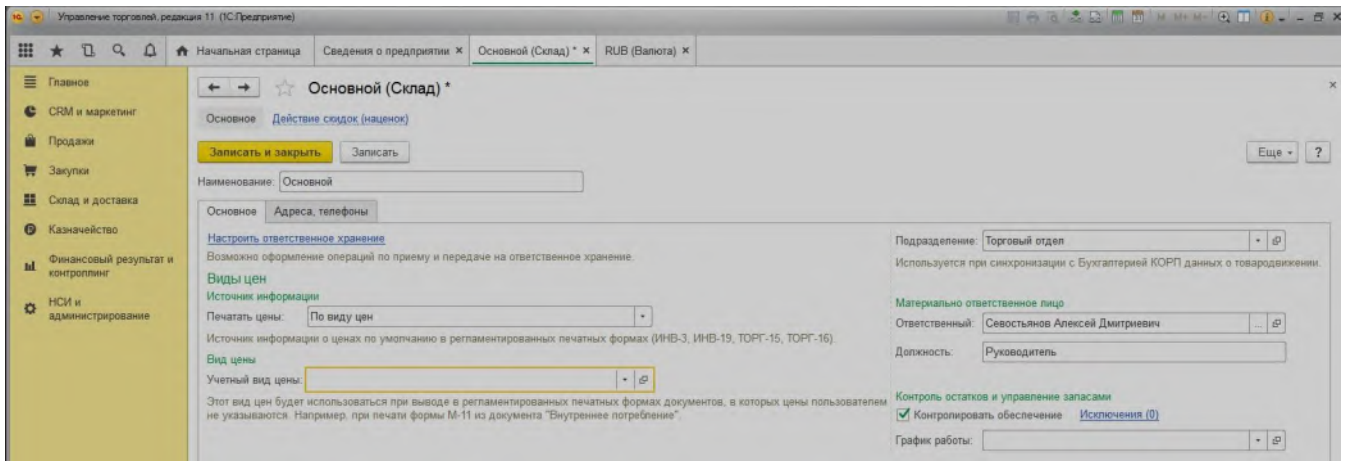 Управление торговлей, редакция 11 (1С:Предприятие)
M M+ M-
Начальная страница Сведения о предприятии × Основной (Склад) * × RUB (Валюта) ×
Главное
CRM и маркетинг
Продажи
Закупки
Склад и доставка
Казначейство
Финансовый результат и
контроллинг
НСИ и
администрирование
Основной (Склад) *
Основное Действие скидок (наценок)
Записать и закрыть Записать Еще ?
Наименование: Основной
Основное Адреса, телефоны
Настроить ответственное хранение
Возможно оформление операций по приему и передаче на ответственное хранение.
Виды цен
Источник информации
Печатать цены: По виду цен
Источник информации о ценах по умолчанию в регламентированных печатных формах (ИНВ-3, ИНВ-19, ТОРГ-15, ТОРГ-16)
Вид цены
Учетный вид цены:
Этот вид цен будет использоваться при выводе в регламентированных печатных формах документов, в которых цены пользователем
не указываются. Например, при печати формы М-11 из документа "Внутреннее потребление".
Подразделение: Торговый отдел
Используется при синхронизации с Бухгалтерией КОРП данных о товародвижении.
Материально ответственное лицо
Ответственный: Севостьянов Алексей Дмитриевич
Должность: Руководитель
Контроль остатков и управление запасами
Контролировать обеспечение Исключения (0)
График работы: